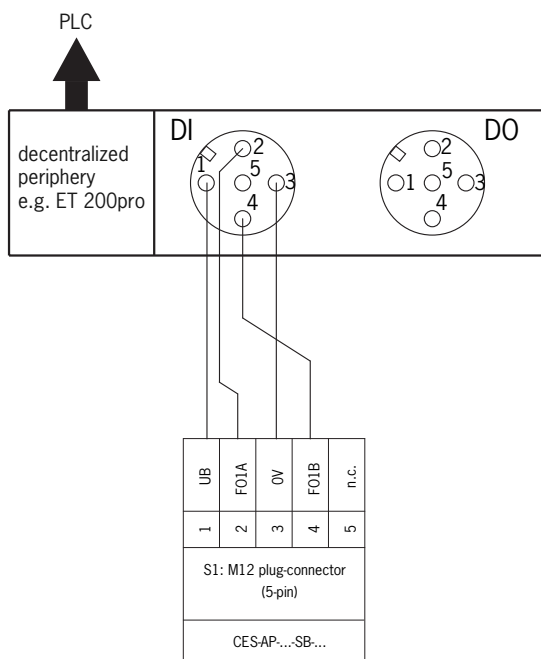 PLC
decentralized
periphery
e.g. ET 200pro
DI
1
2
5
3
4
DO
2
5
1
3
4
UB
FO1A
0V
FO1B
n.c.
1
2
3
4
5
S1: M12 plug-connector
(5-pin)
CES-AP-...-SB-...